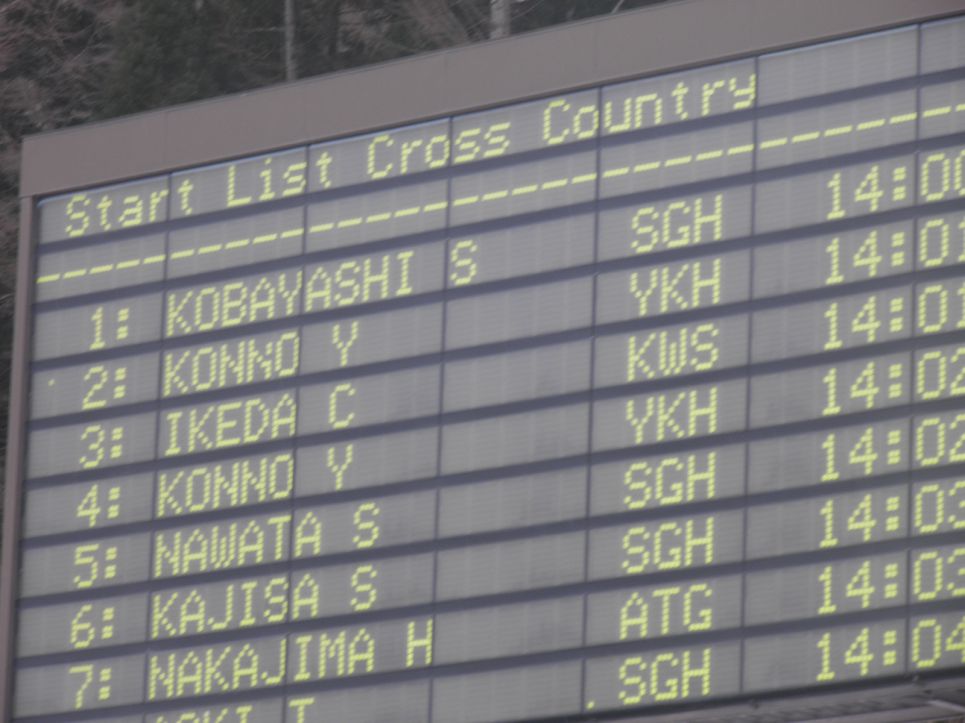 Start List Cross Country
--------------------------------
1: KOBAYASHI S SGH 14:00
2: KONNO Y YKH 14:01
3: IKEDA C KWS 14:01
4: KONNO Y YKH 14:02
5: NAWATA S SGH 14:02
6: KAJISA S SGH 14:03
7: NAKAJIMA H ATG 14:03
T SGH 14:04